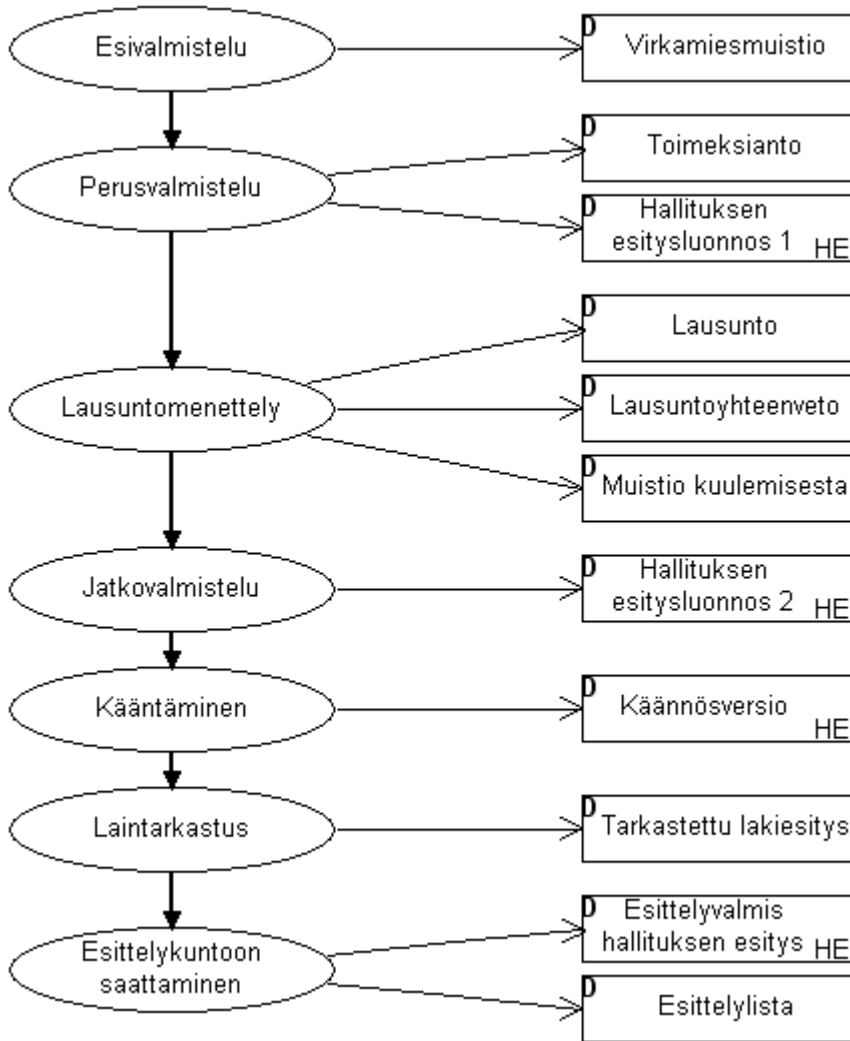 Esivalmistelu
D
Virkamiesmuistio
Perusvalmistelu
D
Toimeksianto
D
Hallituksen
esitysluonnos 1
HE
Lausuntomenettely
D
Lausunto
D
Lausuntoyhteenveto
D
Muistio kuulemisesta
Jatkovalmistelu
D
Hallituksen
esitysluonnos 2
HE
Kääntäminen
D
Käännösversio
HE
Laintarkastus
D
Tarkastettu lakiesitys
Esittelykuntoon
saattaminen
D
Esittelyvalmis
hallituksen esitys
HE
D
Esittelylista